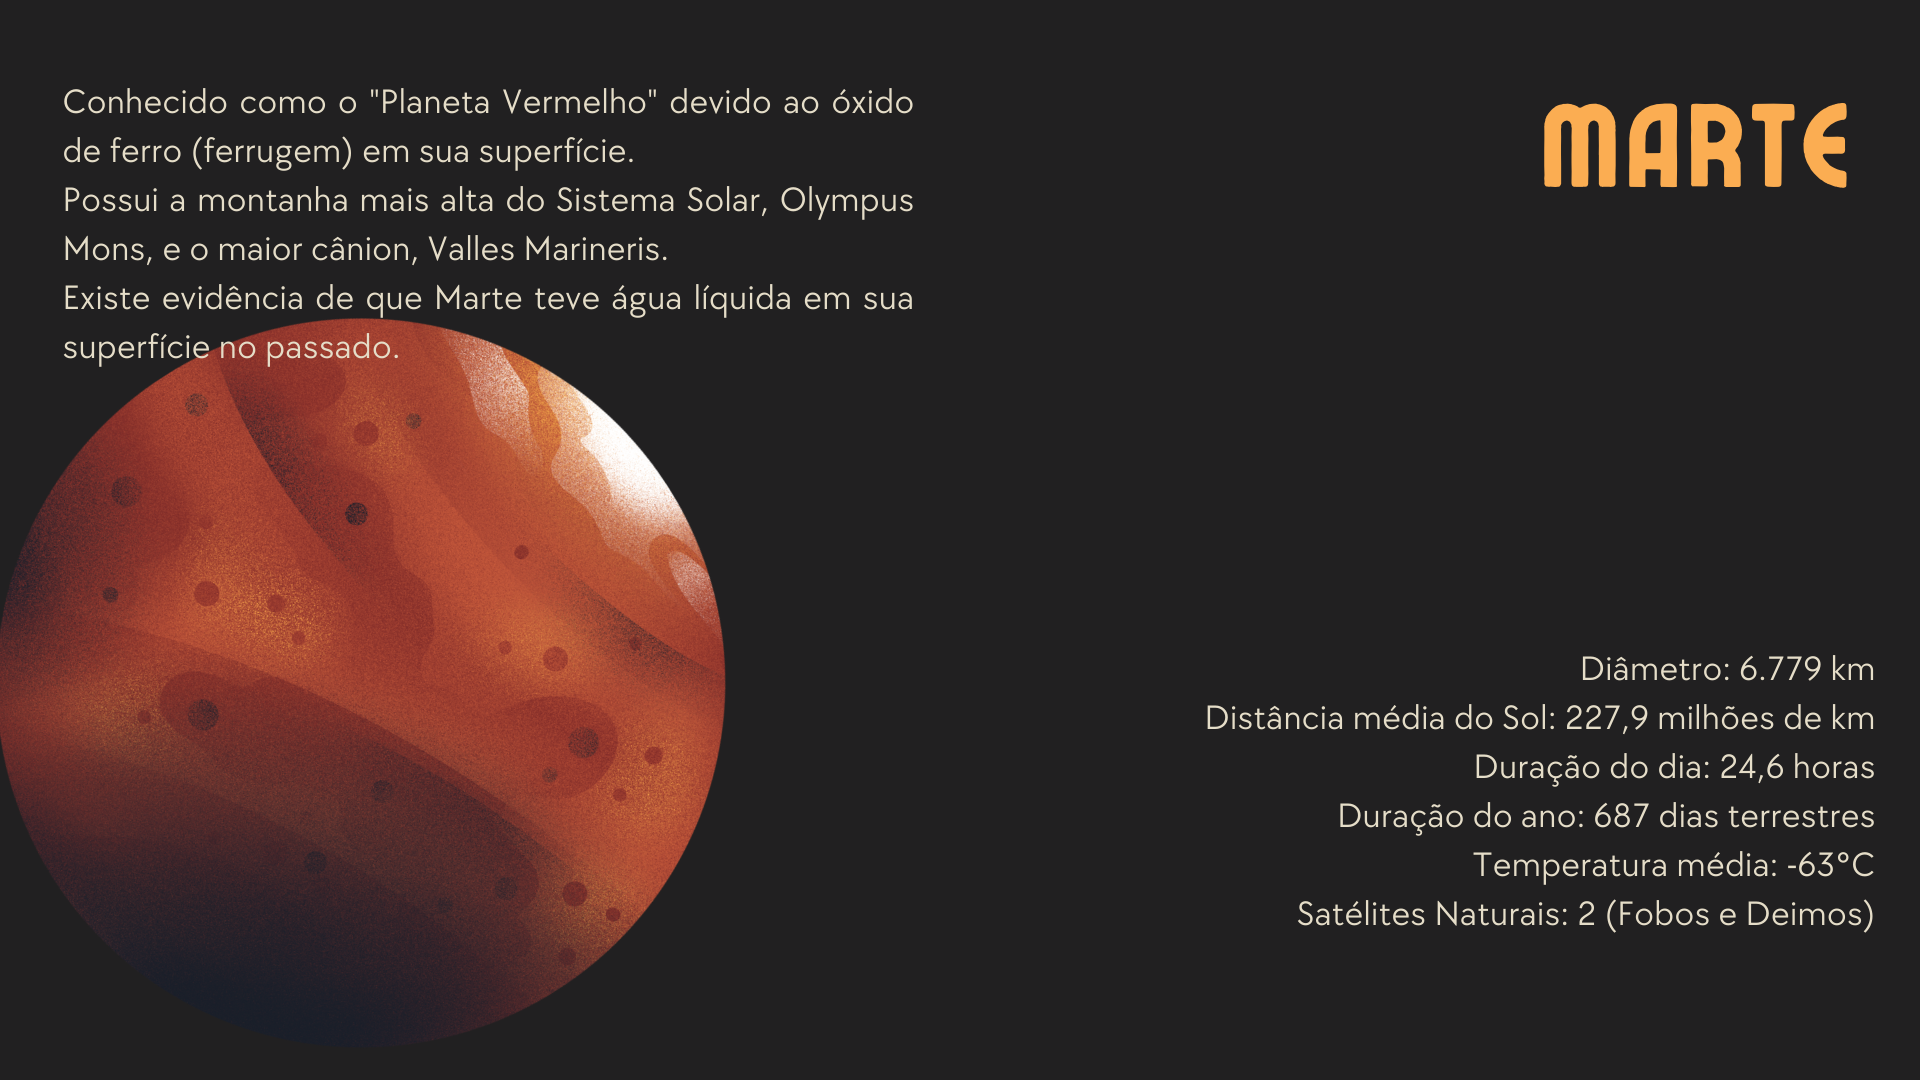 MARTE
Conhecido como o "Planeta Vermelho" devido ao óxido
de ferro (ferrugem) em sua superfície.
Possui a montanha mais alta do Sistema Solar, Olympus
Mons, e o maior cânion, Valles Marineris.
Existe evidência de que Marte teve água líquida em sua
superfície no passado.
Diâmetro: 6.779 km
Distância média do Sol: 227,9 milhões de km
Duração do dia: 24,6 horas
Duração do ano: 687 dias terrestres
Temperatura média: -63°C
Satélites Naturais: 2 (Fobos e Deimos)